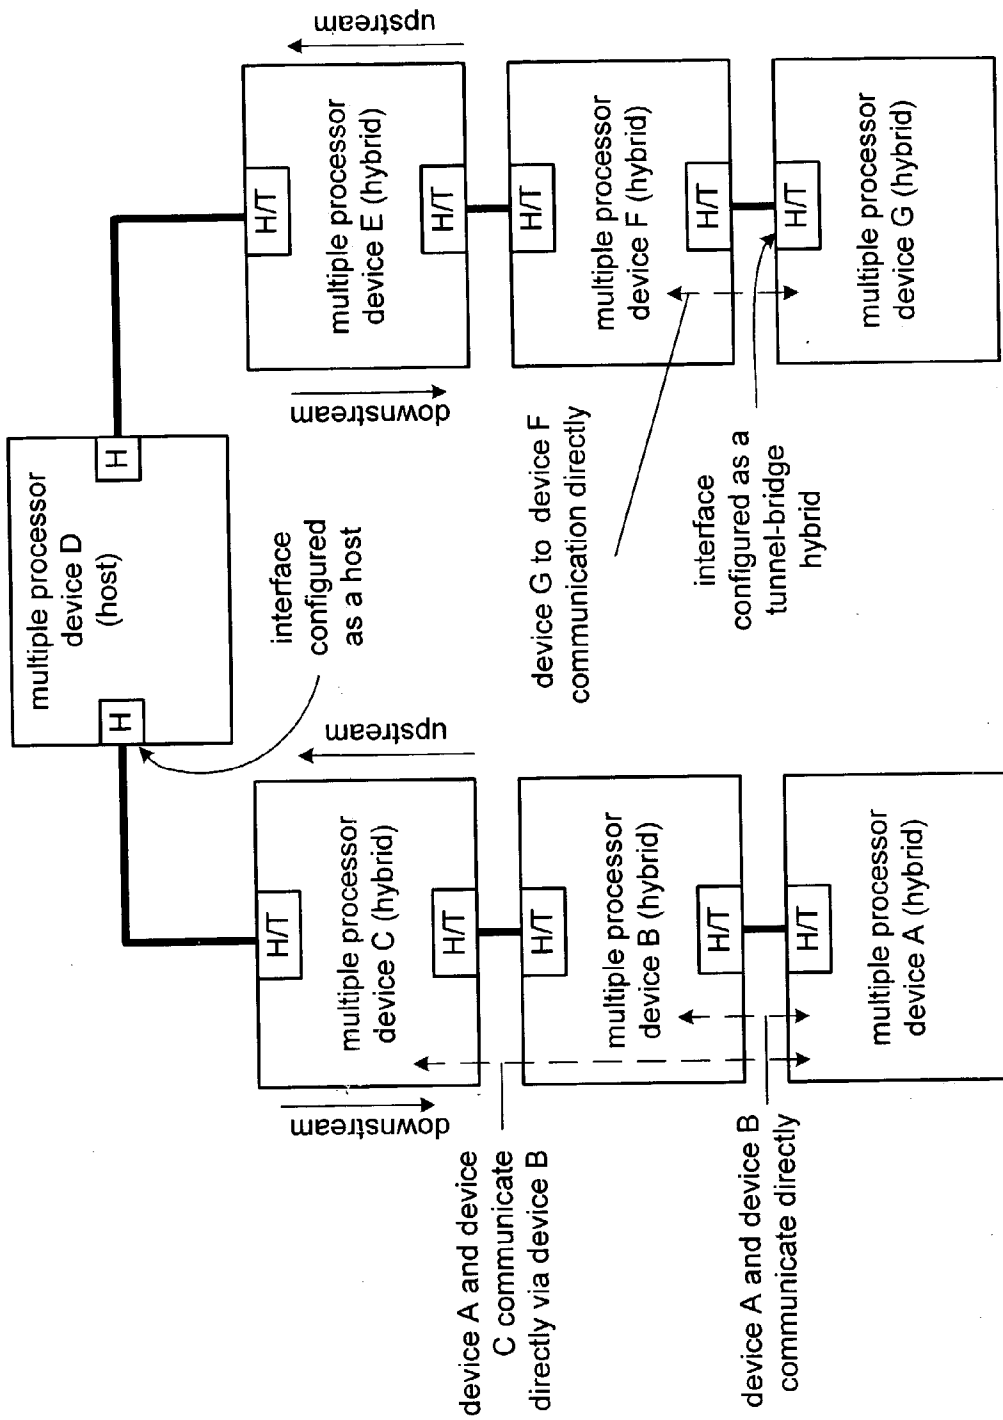 multiple processor
device D
(host)
H
H
interface
configured
as a host
upstream
downstream
H/T
multiple processor
device C (hybrid)
H/T
H/T
multiple processor
device B (hybrid)
H/T
H/T
multiple processor
device A (hybrid)
device A and device
C communicate
directly via device B
device A and device B
communicate directly
upstream
downstream
H/T
multiple processor
device E (hybrid)
H/T
H/T
multiple processor
device F (hybrid)
H/T
H/T
multiple processor
device G (hybrid)
device G to device F
communication directly
interface
configured as a
tunnel-bridge
hybrid